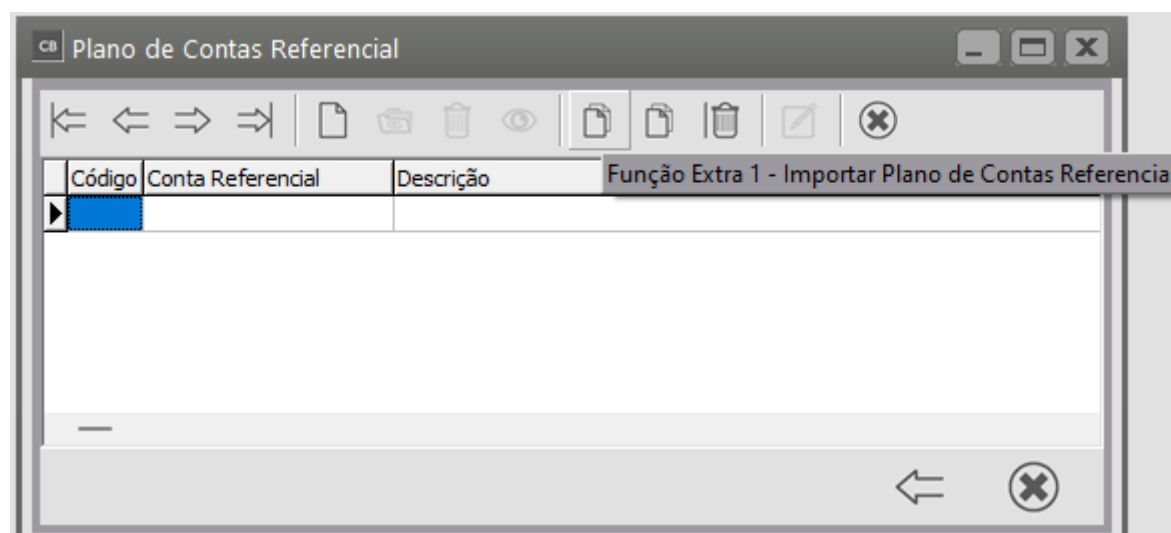 CB Plano de Contas Referencial
Código Conta Referencial Descrição
Função Extra 1 - Importar Plano de Contas Referencia